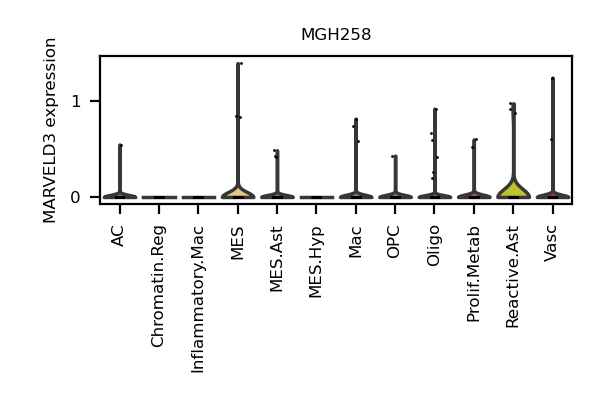 MGH258
MARVELD3 expression
1
0
AC
Chromatin.Reg
Inflammatory.Mac
MES
MES.Ast
MES.Hyp
Mac
OPC
Oligo
Prolif.Metab
Reactive.Ast
Vasc